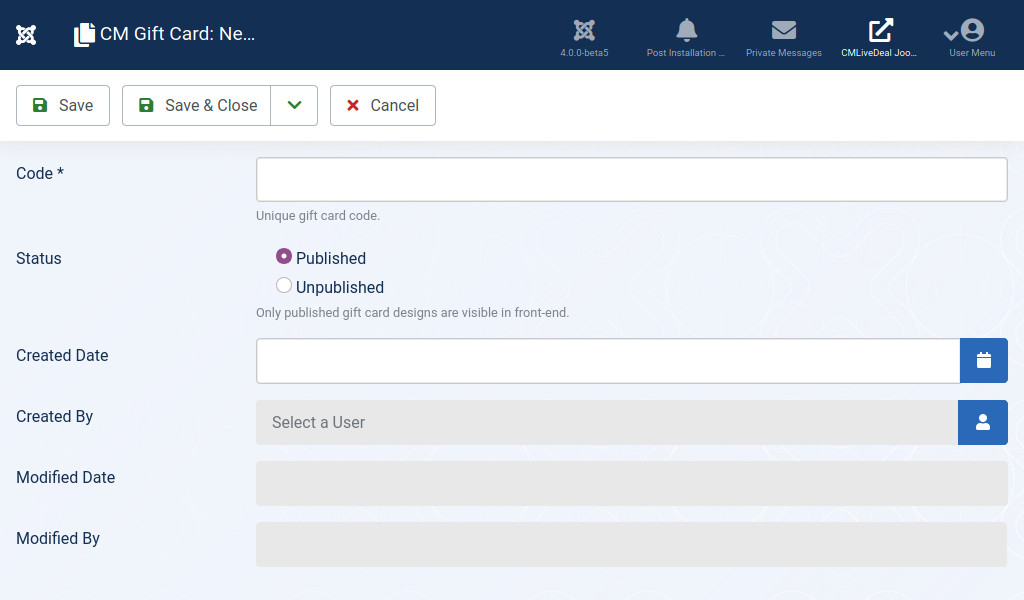 CM Gift Card: Ne...
4.0.0-beta5
Post Installation ...
Private Messages
CMLiveDeal Joo...
User Menu
Save
Save & Close
Cancel
Code *
Unique gift card code.
Status
Published
Unpublished
Only published gift card designs are visible in front-end.
Created Date
Created By
Select a User
Modified Date
Modified By